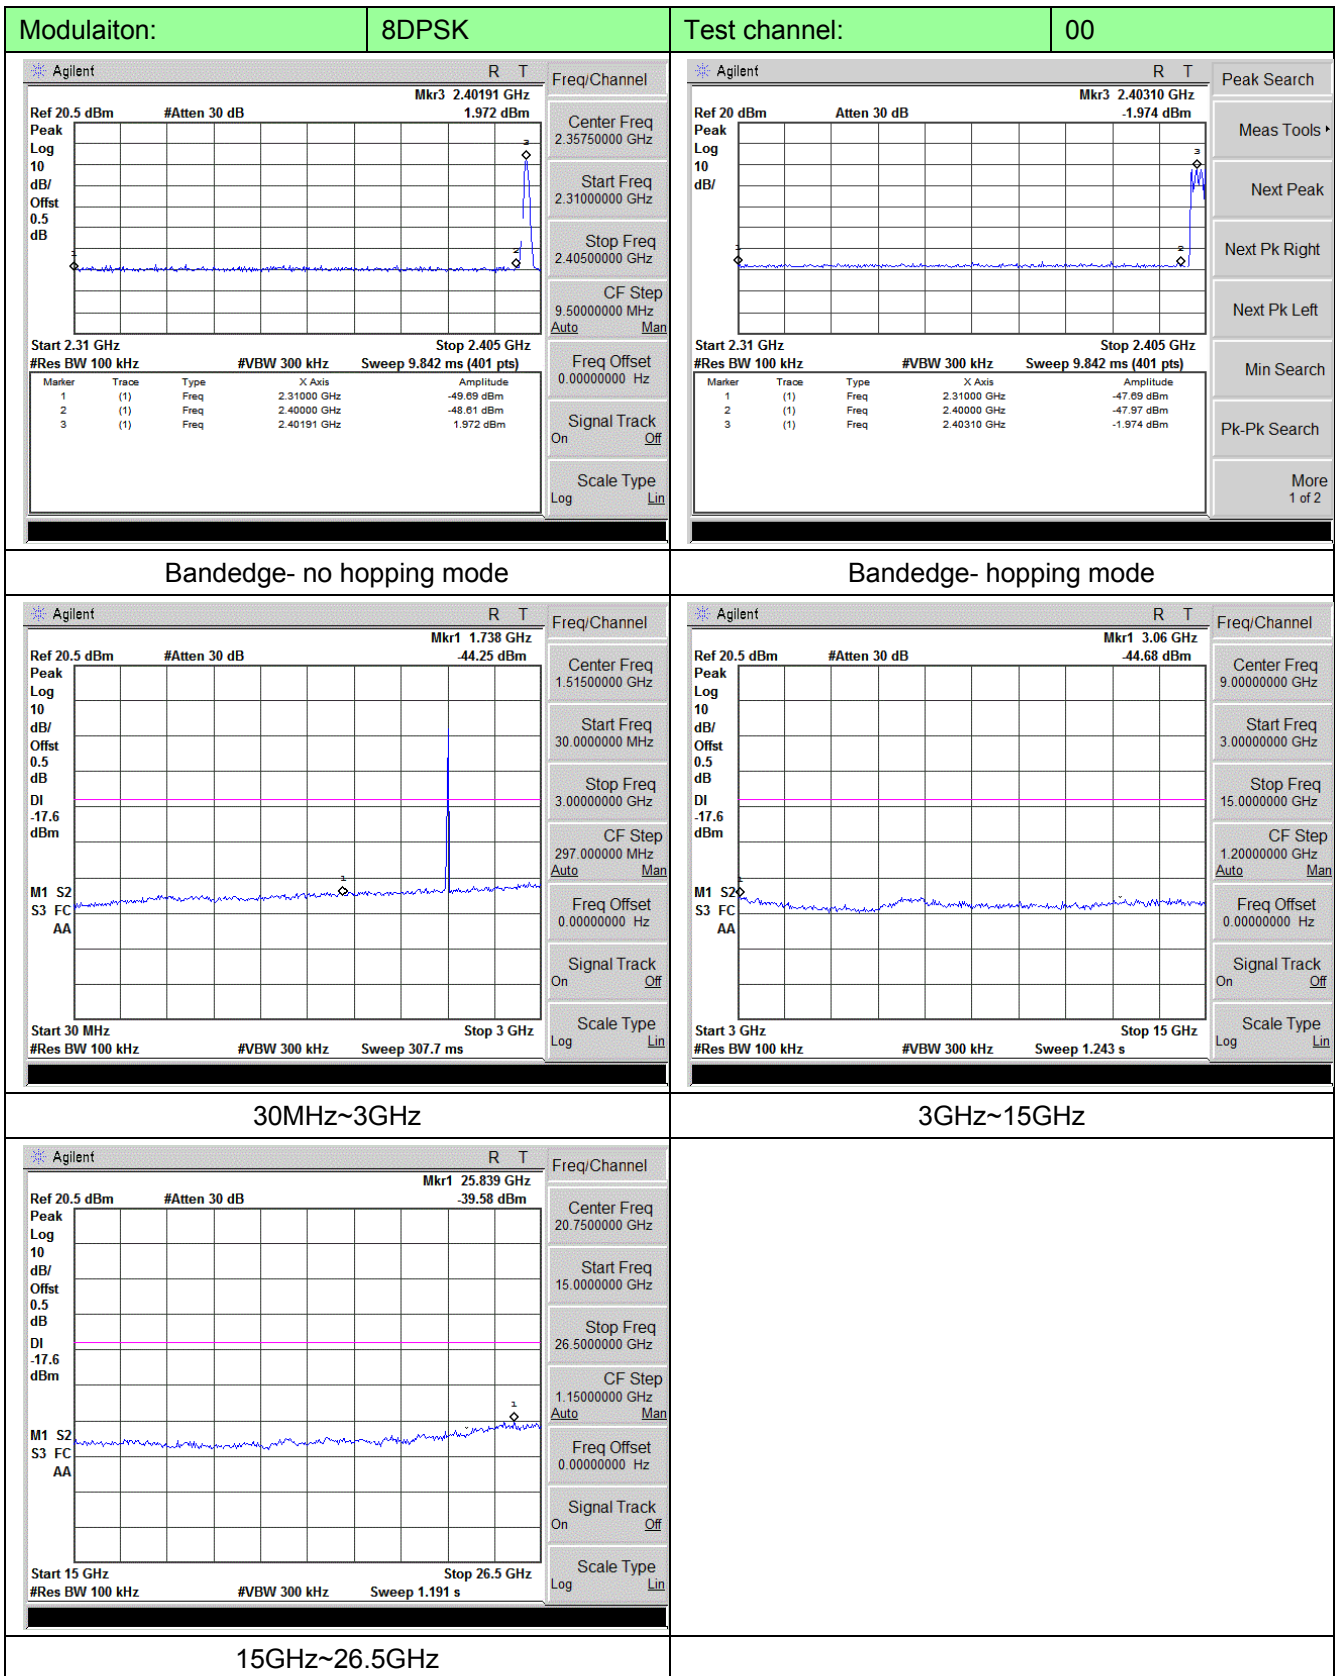 Modulaiton: 8DPSK Test channel: 00
Agilent R T
Mkr3 2.40191 GHz
Ref 20.5 dBm #Atten 30 dB 1.972 dBm
Peak
Log
10
dB/
Offst
0.5
dB
3
1
2
Start 2.31 GHz Stop 2.405 GHz
#Res BW 100 kHz #VBW 300 kHz Sweep 9.842 ms (401 pts)
Marker Trace Type X Axis Amplitude
1 (1) Freq 2.31000 GHz -49.69 dBm
2 (1) Freq 2.40000 GHz -48.61 dBm
3 (1) Freq 2.40191 GHz 1.972 dBm
Freq/Channel
Center Freq
2.35750000 GHz
Start Freq
2.31000000 GHz
Stop Freq
2.40500000 GHz
CF Step
9.50000000 MHz
Auto Man
Freq Offset
0.00000000 Hz
Signal Track
On Off
Scale Type
Log Lin
Agilent R T
Mkr3 2.40310 GHz
Ref 20 dBm Atten 30 dB -1.974 dBm
Peak
Log
10
dB/
3
1
2
Start 2.31 GHz Stop 2.405 GHz
#Res BW 100 kHz #VBW 300 kHz Sweep 9.842 ms (401 pts)
Marker Trace Type X Axis Amplitude
1 (1) Freq 2.31000 GHz -47.69 dBm
2 (1) Freq 2.40000 GHz -47.97 dBm
3 (1) Freq 2.40310 GHz -1.974 dBm
Peak Search
Meas Tools
Next Peak
Next Pk Right
Next Pk Left
Min Search
Pk-Pk Search
More
1 of 2
Bandedge- no hopping mode
Bandedge- hopping mode
Agilent R T
Mkr1 1.738 GHz
Ref 20.5 dBm #Atten 30 dB -44.25 dBm
Peak
Log
10
dB/
Offst
0.5
dB
DI
-17.6
dBm
1
M1 S2
S3 FC
AA
Start 30 MHz Stop 3 GHz
#Res BW 100 kHz #VBW 300 kHz Sweep 307.7 ms
Freq/Channel
Center Freq
1.51500000 GHz
Start Freq
30.0000000 MHz
Stop Freq
3.00000000 GHz
CF Step
297.000000 MHz
Auto Man
Freq Offset
0.00000000 Hz
Signal Track
On Off
Scale Type
Log Lin
Agilent R T
Mkr1 3.06 GHz
Ref 20.5 dBm #Atten 30 dB -44.68 dBm
Peak
Log
10
dB/
Offst
0.5
dB
DI
-17.6
dBm
1
M1 S2
S3 FC
AA
Start 3 GHz Stop 15 GHz
#Res BW 100 kHz #VBW 300 kHz Sweep 1.243 s
Freq/Channel
Center Freq
9.00000000 GHz
Start Freq
3.00000000 GHz
Stop Freq
15.0000000 GHz
CF Step
1.20000000 GHz
Auto Man
Freq Offset
0.00000000 Hz
Signal Track
On Off
Scale Type
Log Lin
30MHz~3GHz
3GHz~15GHz
Agilent R T
Mkr1 25.839 GHz
Ref 20.5 dBm #Atten 30 dB -39.58 dBm
Peak
Log
10
dB/
Offst
0.5
dB
DI
-17.6
dBm
1
M1 S2
S3 FC
AA
Start 15 GHz Stop 26.5 GHz
#Res BW 100 kHz #VBW 300 kHz Sweep 1.191 s
Freq/Channel
Center Freq
20.7500000 GHz
Start Freq
15.0000000 GHz
Stop Freq
26.5000000 GHz
CF Step
1.15000000 GHz
Auto Man
Freq Offset
0.00000000 Hz
Signal Track
On Off
Scale Type
Log Lin
15GHz~26.5GHz